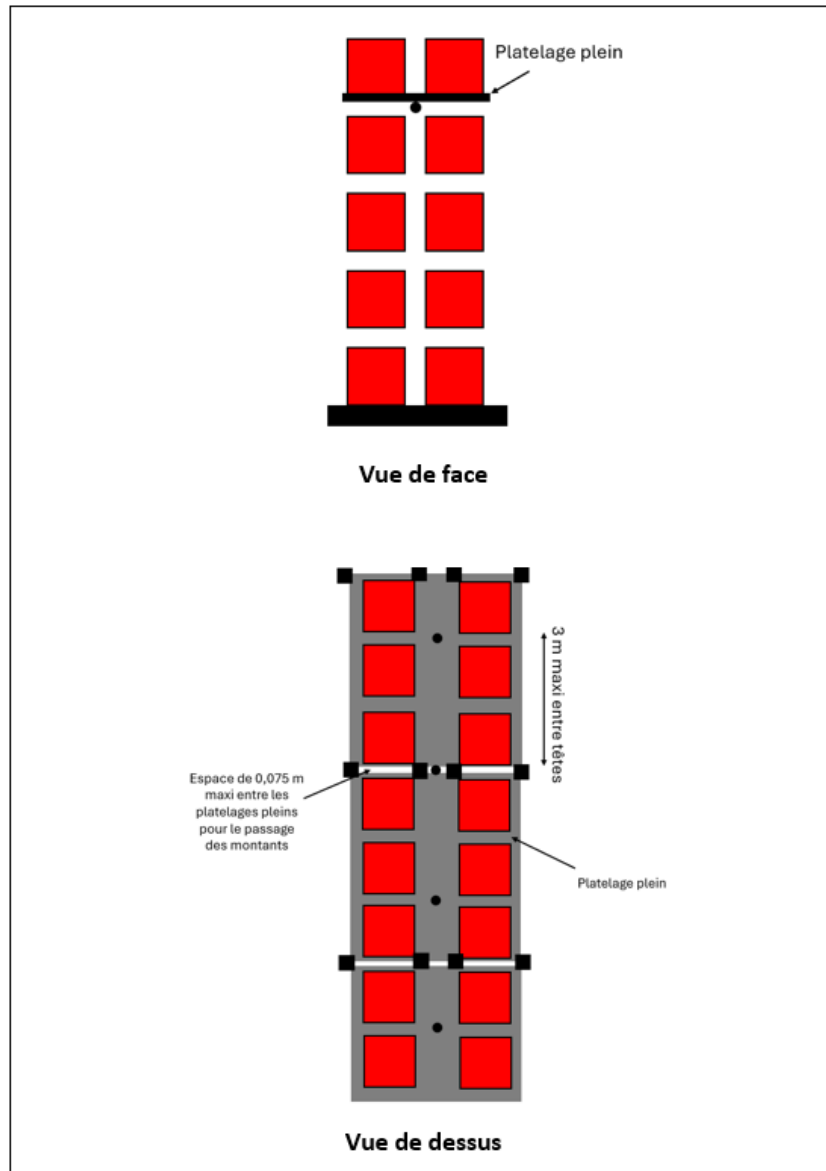 Platelage plein
Vue de face
3 m maxi entre têtes
Espace de 0,075 m
maxi entre les
platelages pleins
pour le passage
des montants
Platelage plein
Vue de dessus